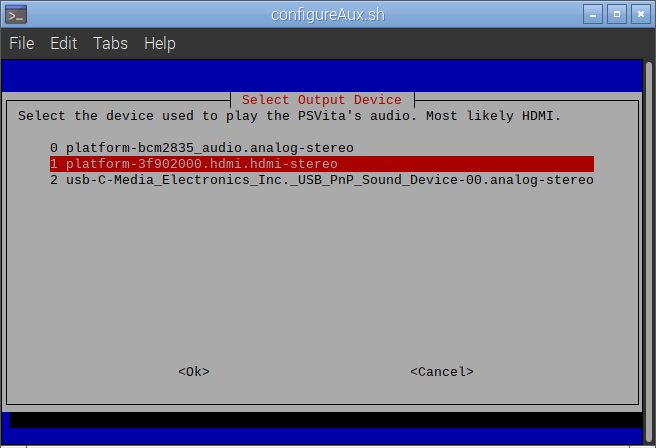 configureAux.sh
File Edit Tabs Help
Select Output Device
Select the device used to play the PSVita's audio. Most likely HDMI.
0 platform-bcm2835_audio.analog-stereo
1 platform-3f902000.hdmi.hdmi-stereo
2 usb-C-Media_Electronics_Inc._USB_PnP_Sound_Device-00.analog-stereo
<Ok> <Cancel>